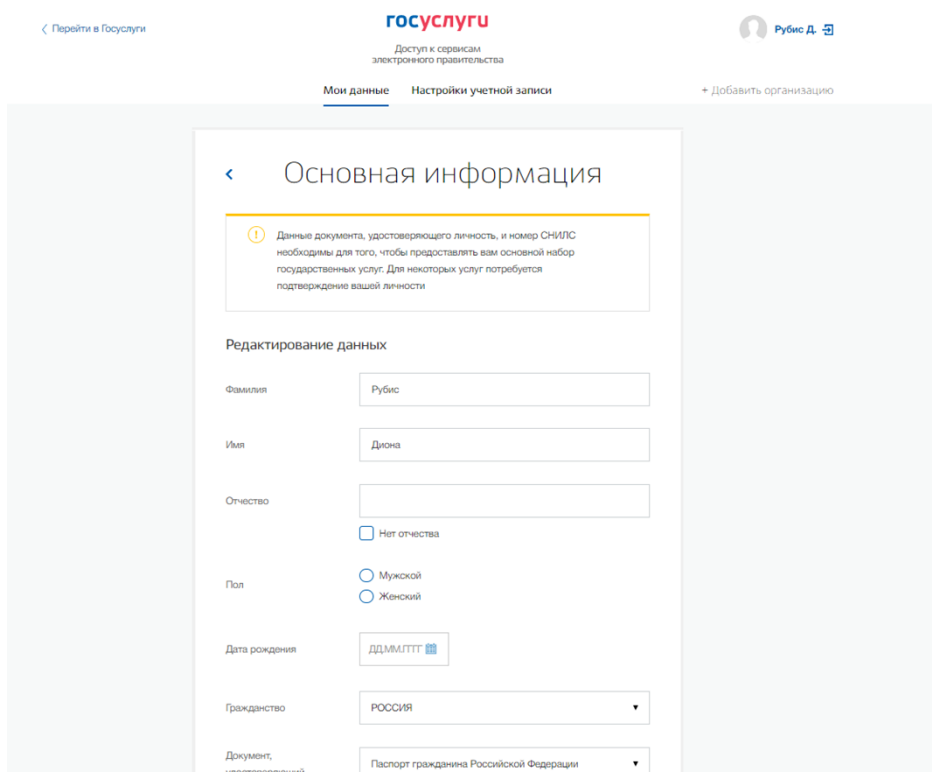 Перейти в Госуслуги
госуслуги
Рубис Д.
Доступ к сервисам
электронного правительства
Мои данные
Настройки учетной записи
+ Добавить организацию
Основная информация
Данные документа, удостоверяющего личность, и номер СНИЛС
необходимы для того, чтобы предоставлять вам основной набор
государственных услуг. Для некоторых услуг потребуется
подтверждение вашей личности
Редактирование данных
Фамилия
Рубис
Имя
Диона
Отчество
Нет отчества
Пол
Мужской
Женский
Дата рождения
ДД.ММ.ГГГГ
Гражданство
РОССИЯ
Документ,
Паспорт гражданина Российской Федерации